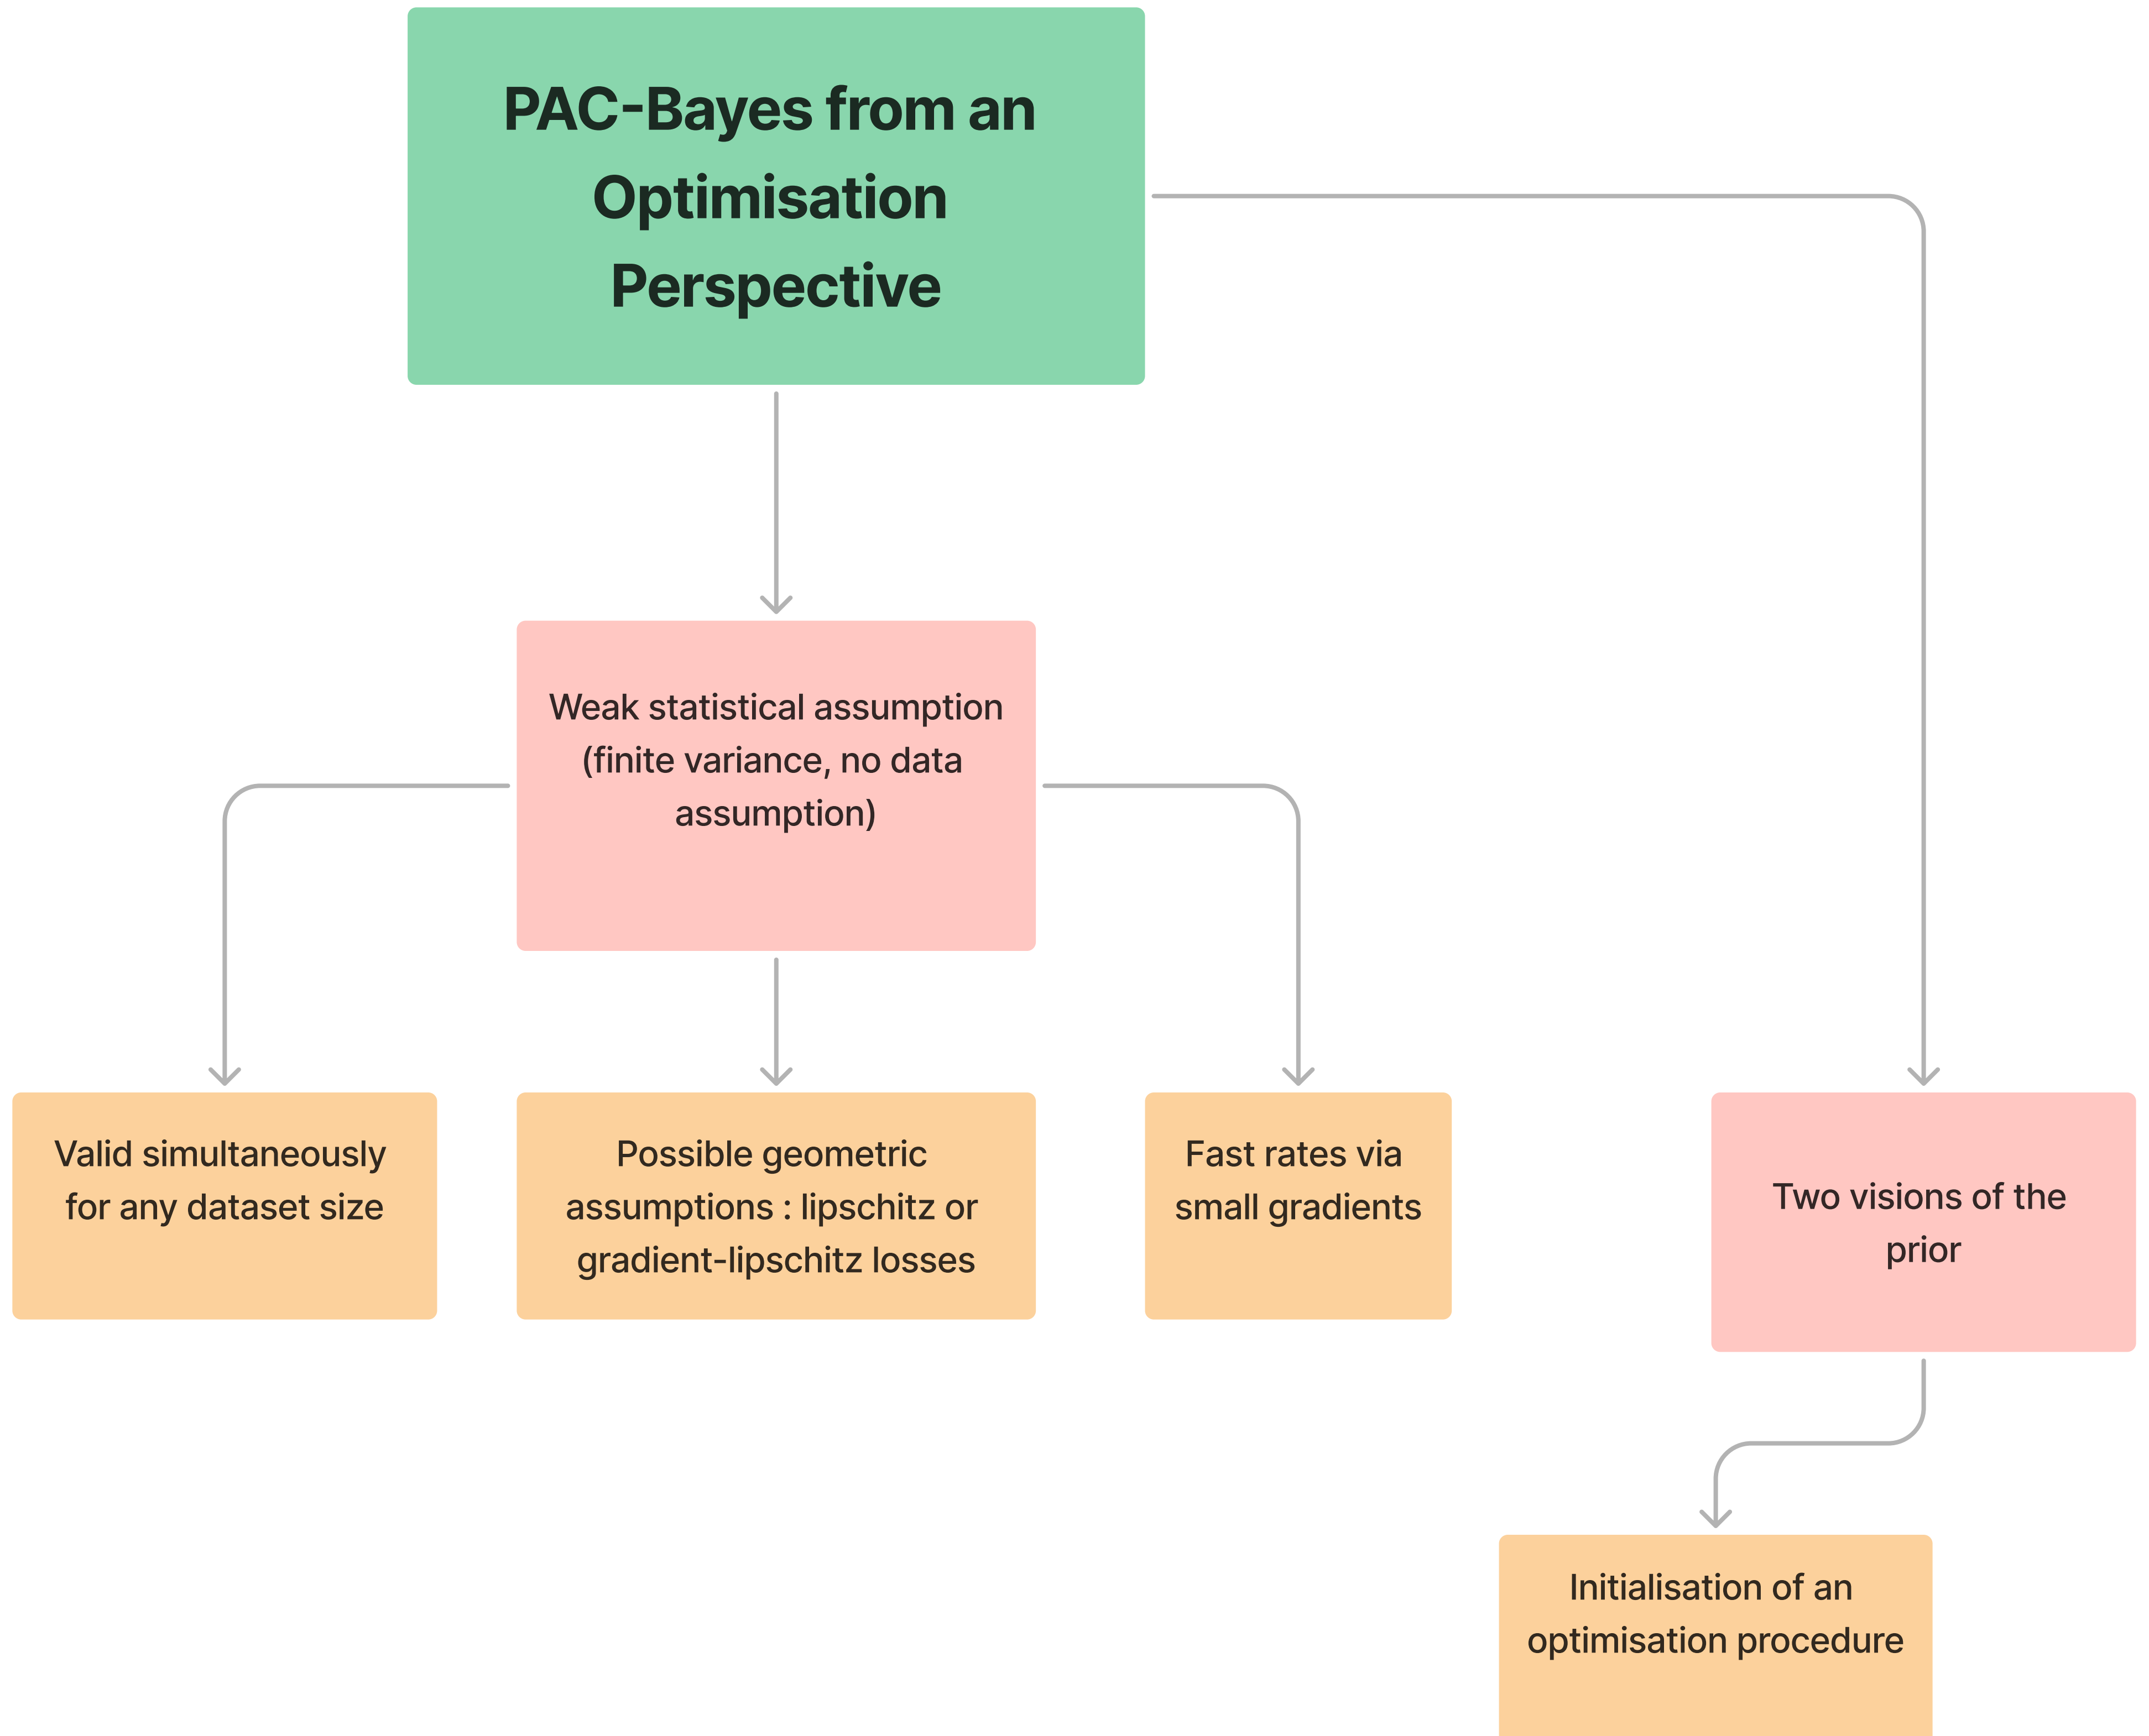 PAC-Bayes from an
Optimisation
Perspective
Weak statistical assumption
(finite variance, no data
assumption)
Valid simultaneously
for any dataset size
Possible geometric
assumptions : lipschitz or
gradient-lipschitz losses
Fast rates via
small gradients
Two visions of the
prior
Initialisation of an
optimisation procedure